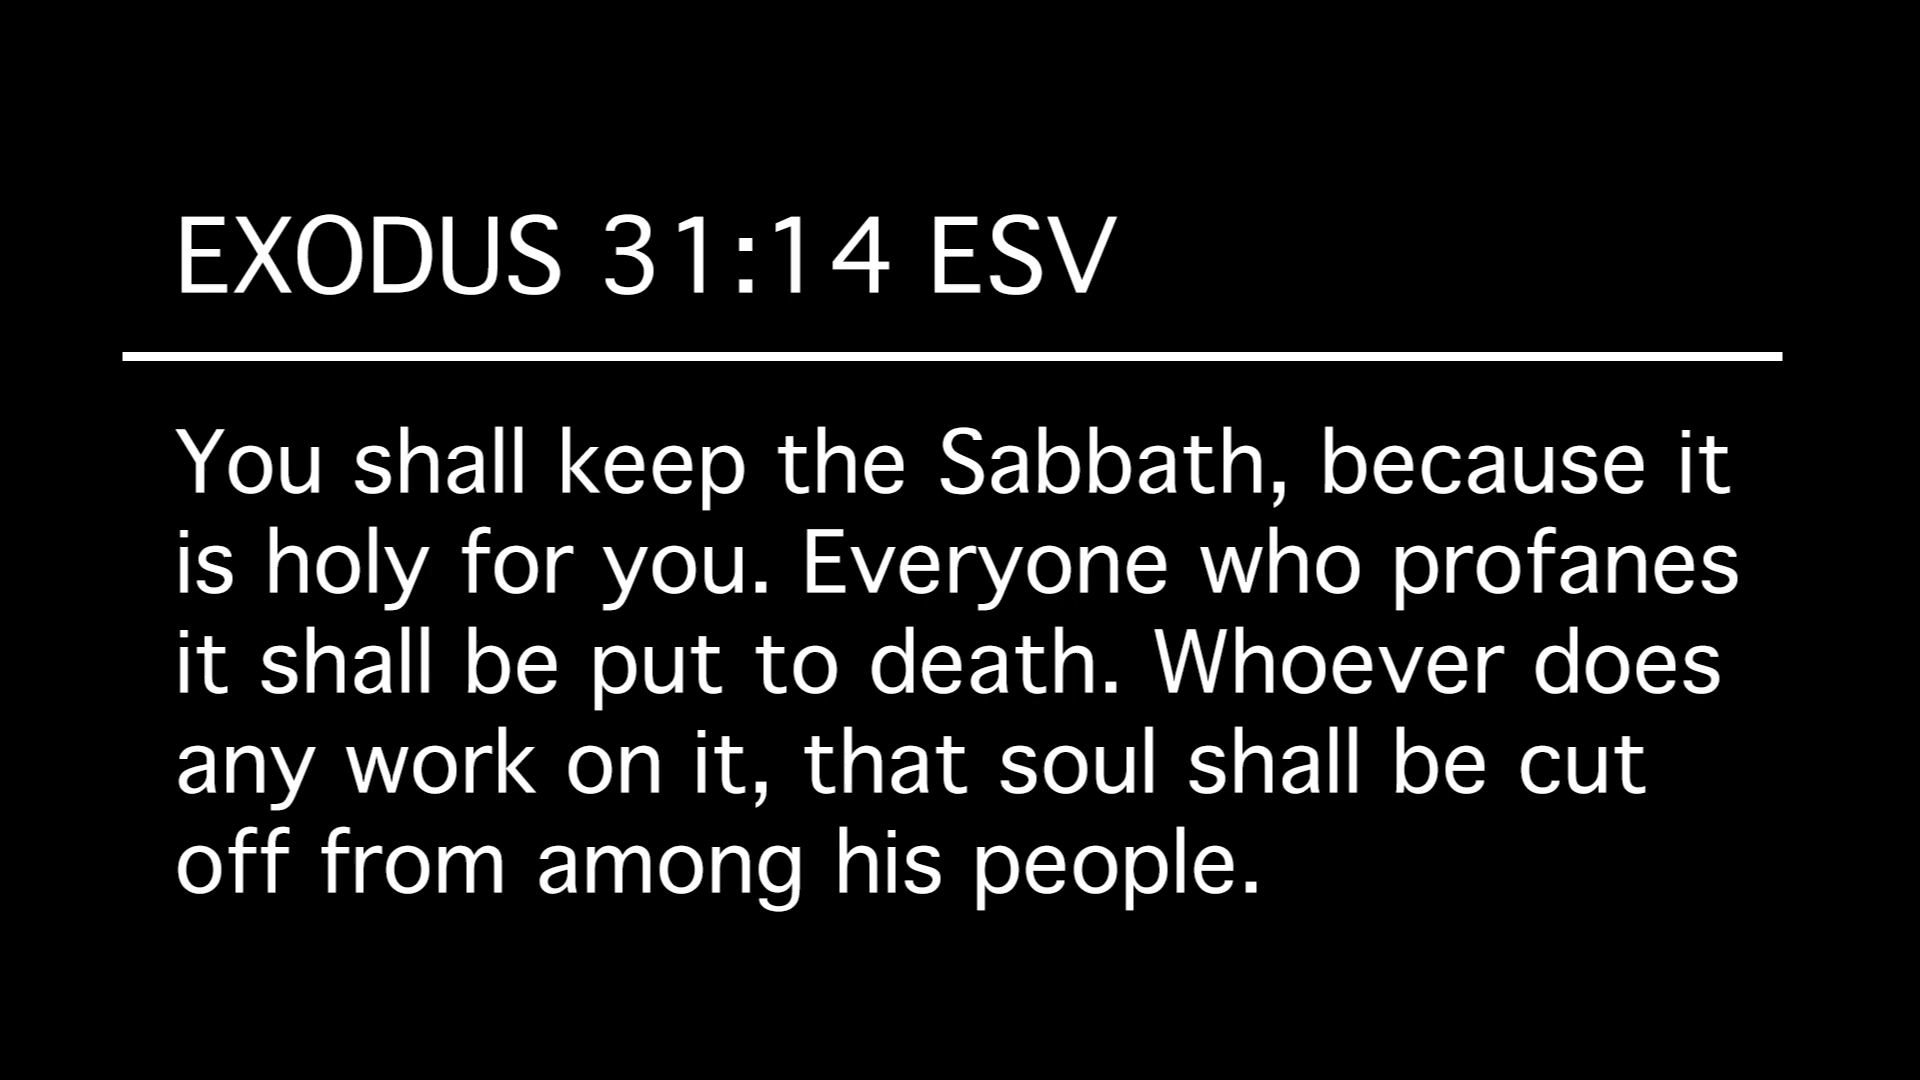 EXODUS 31:14 ESV
You shall keep the Sabbath, because it
is holy for you. Everyone who profanes
it shall be put to death. Whoever does
any work on it, that soul shall be cut
off from among his people.